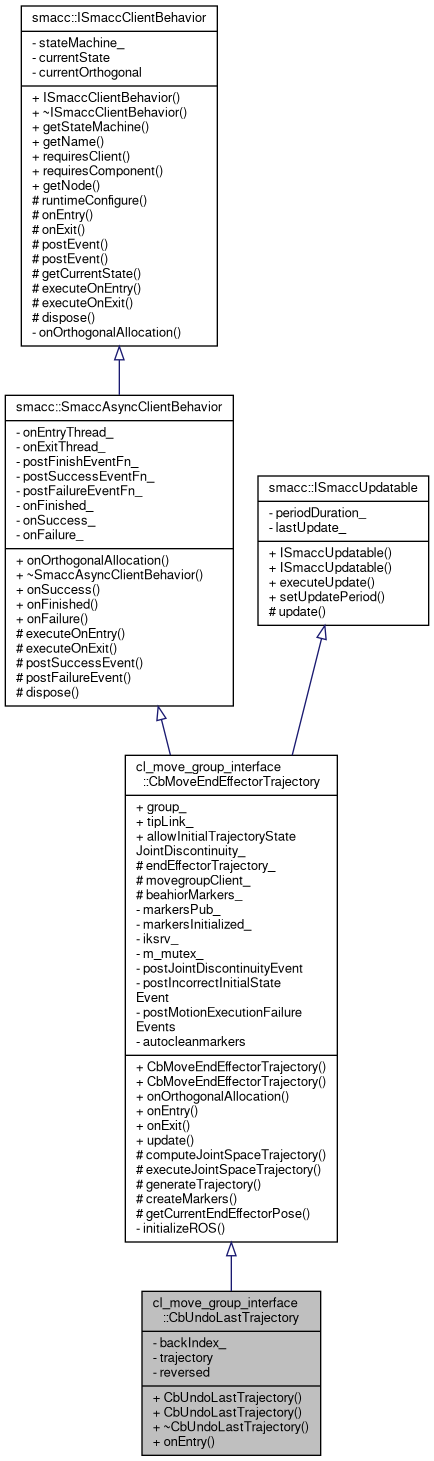 smacc::ISmaccClientBehavior
- stateMachine_
- currentState
- currentOrthogonal
+ ISmaccClientBehavior()
+ ~ISmaccClientBehavior()
+ getStateMachine()
+ getName()
+ requiresClient()
+ requiresComponent()
+ getNode()
# runtimeConfigure()
# onEntry()
# onExit()
# postEvent()
# postEvent()
# getCurrentState()
# executeOnEntry()
# executeOnExit()
# dispose()
- onOrthogonalAllocation()
smacc::SmaccAsyncClientBehavior
- onEntryThread_
- onExitThread_
- postFinishEventFn_
- postSuccessEventFn_
- postFailureEventFn_
- onFinished_
- onSuccess_
- onFailure_
+ onOrthogonalAllocation()
+ ~SmaccAsyncClientBehavior()
+ onSuccess()
+ onFinished()
+ onFailure()
# executeOnEntry()
# executeOnExit()
# postSuccessEvent()
# postFailureEvent()
# dispose()
smacc::ISmaccUpdatable
- periodDuration_
- lastUpdate_
+ ISmaccUpdatable()
+ ISmaccUpdatable()
+ executeUpdate()
+ setUpdatePeriod()
# update()
cl_move_group_interface
::CbMoveEndEffectorTrajectory
+ group_
+ tipLink_
+ allowInitialTrajectoryState
JointDiscontinuity_
# endEffectorTrajectory_
# movegroupClient_
# beahiorMarkers_
- markersPub_
- markersInitialized_
- iksrv_
- m_mutex_
- postJointDiscontinuityEvent
- postIncorrectInitialState
Event
- postMotionExecutionFailure
Events
- autocleanmarkers
+ CbMoveEndEffectorTrajectory()
+ CbMoveEndEffectorTrajectory()
+ onOrthogonalAllocation()
+ onEntry()
+ onExit()
+ update()
# computeJointSpaceTrajectory()
# executeJointSpaceTrajectory()
# generateTrajectory()
# createMarkers()
# getCurrentEndEffectorPose()
- initializeROS()
cl_move_group_interface
::CbUndoLastTrajectory
- backIndex_
- trajectory
- reversed
+ CbUndoLastTrajectory()
+ CbUndoLastTrajectory()
+ ~CbUndoLastTrajectory()
+ onEntry()